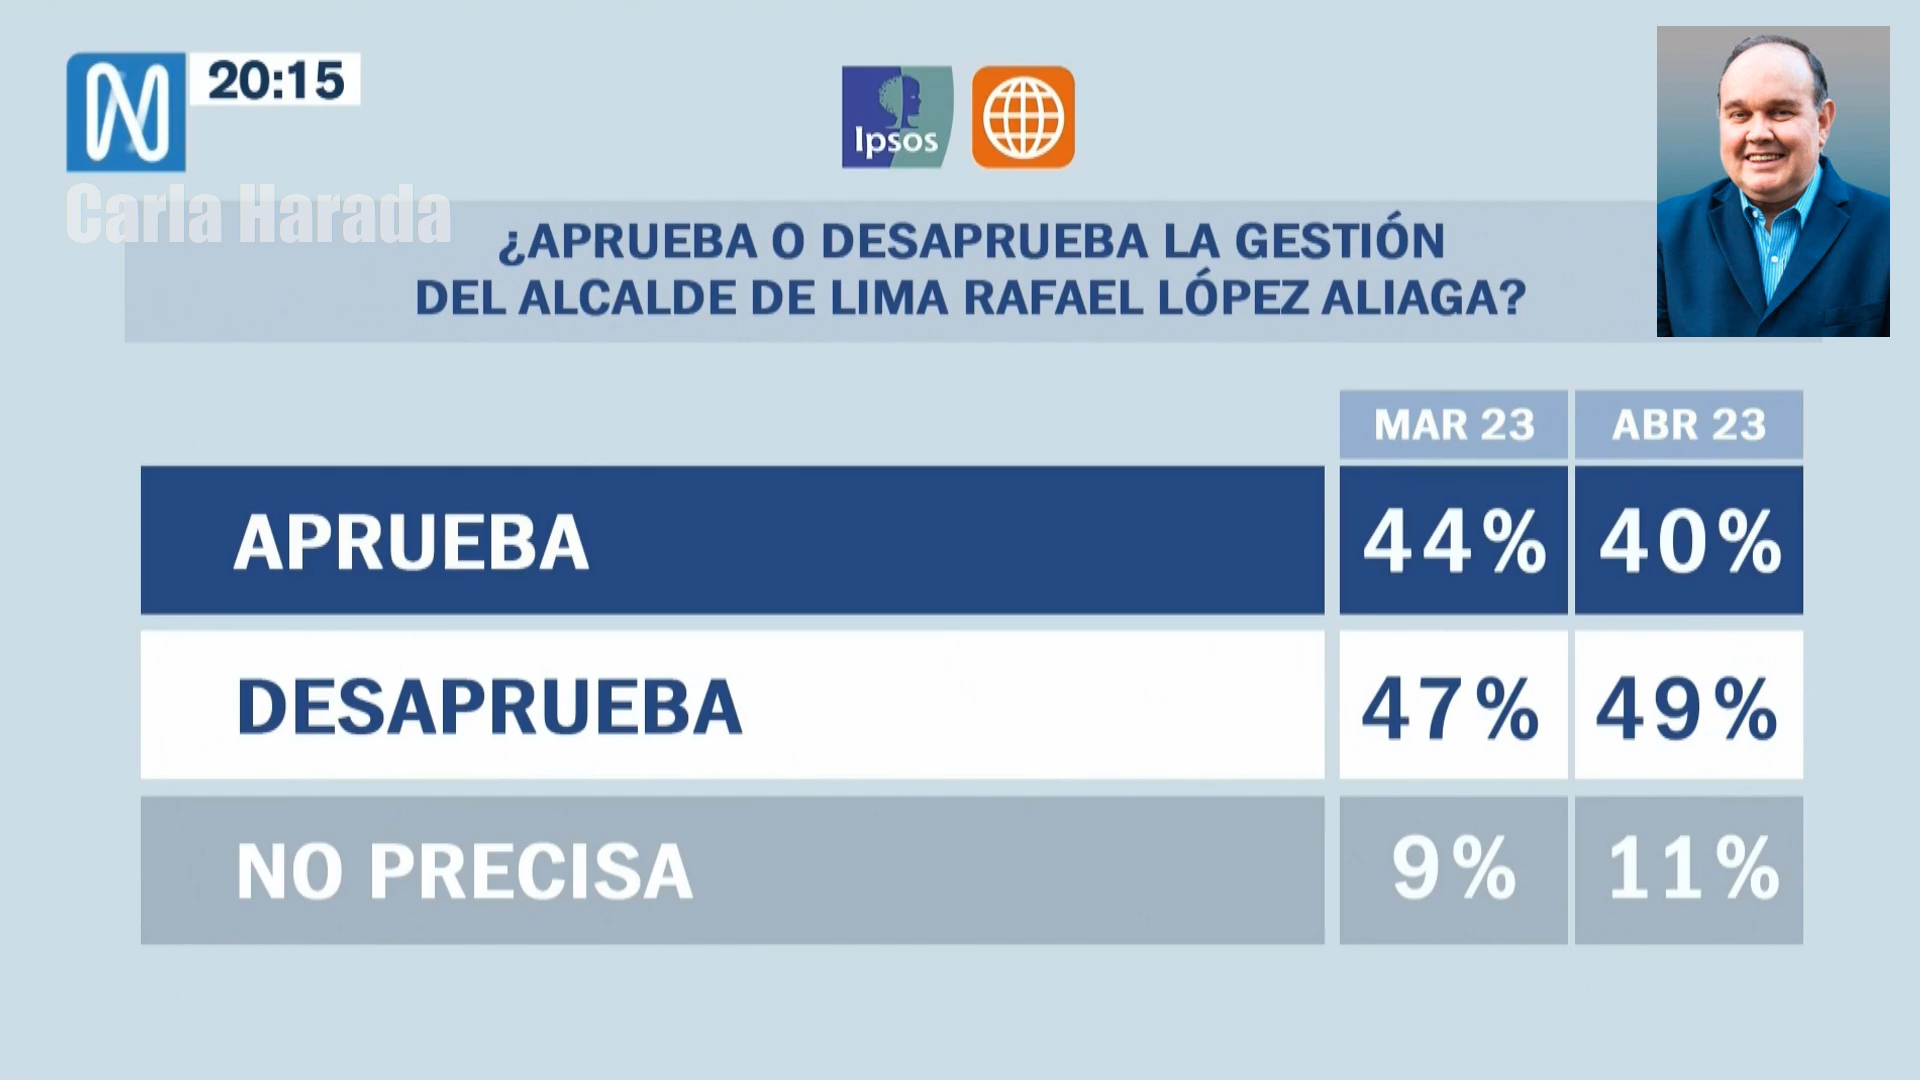 20:15
Ipsos
Carla Harada
¿APRUEBA O DESAPRUEBA LA GESTIÓN
DEL ALCALDE DE LIMA RAFAEL LÓPEZ ALIAGA?
MAR 23 ABR 23
APRUEBA 44% 40%
DESAPRUEBA 47% 49%
NO PRECISA 9% 11%